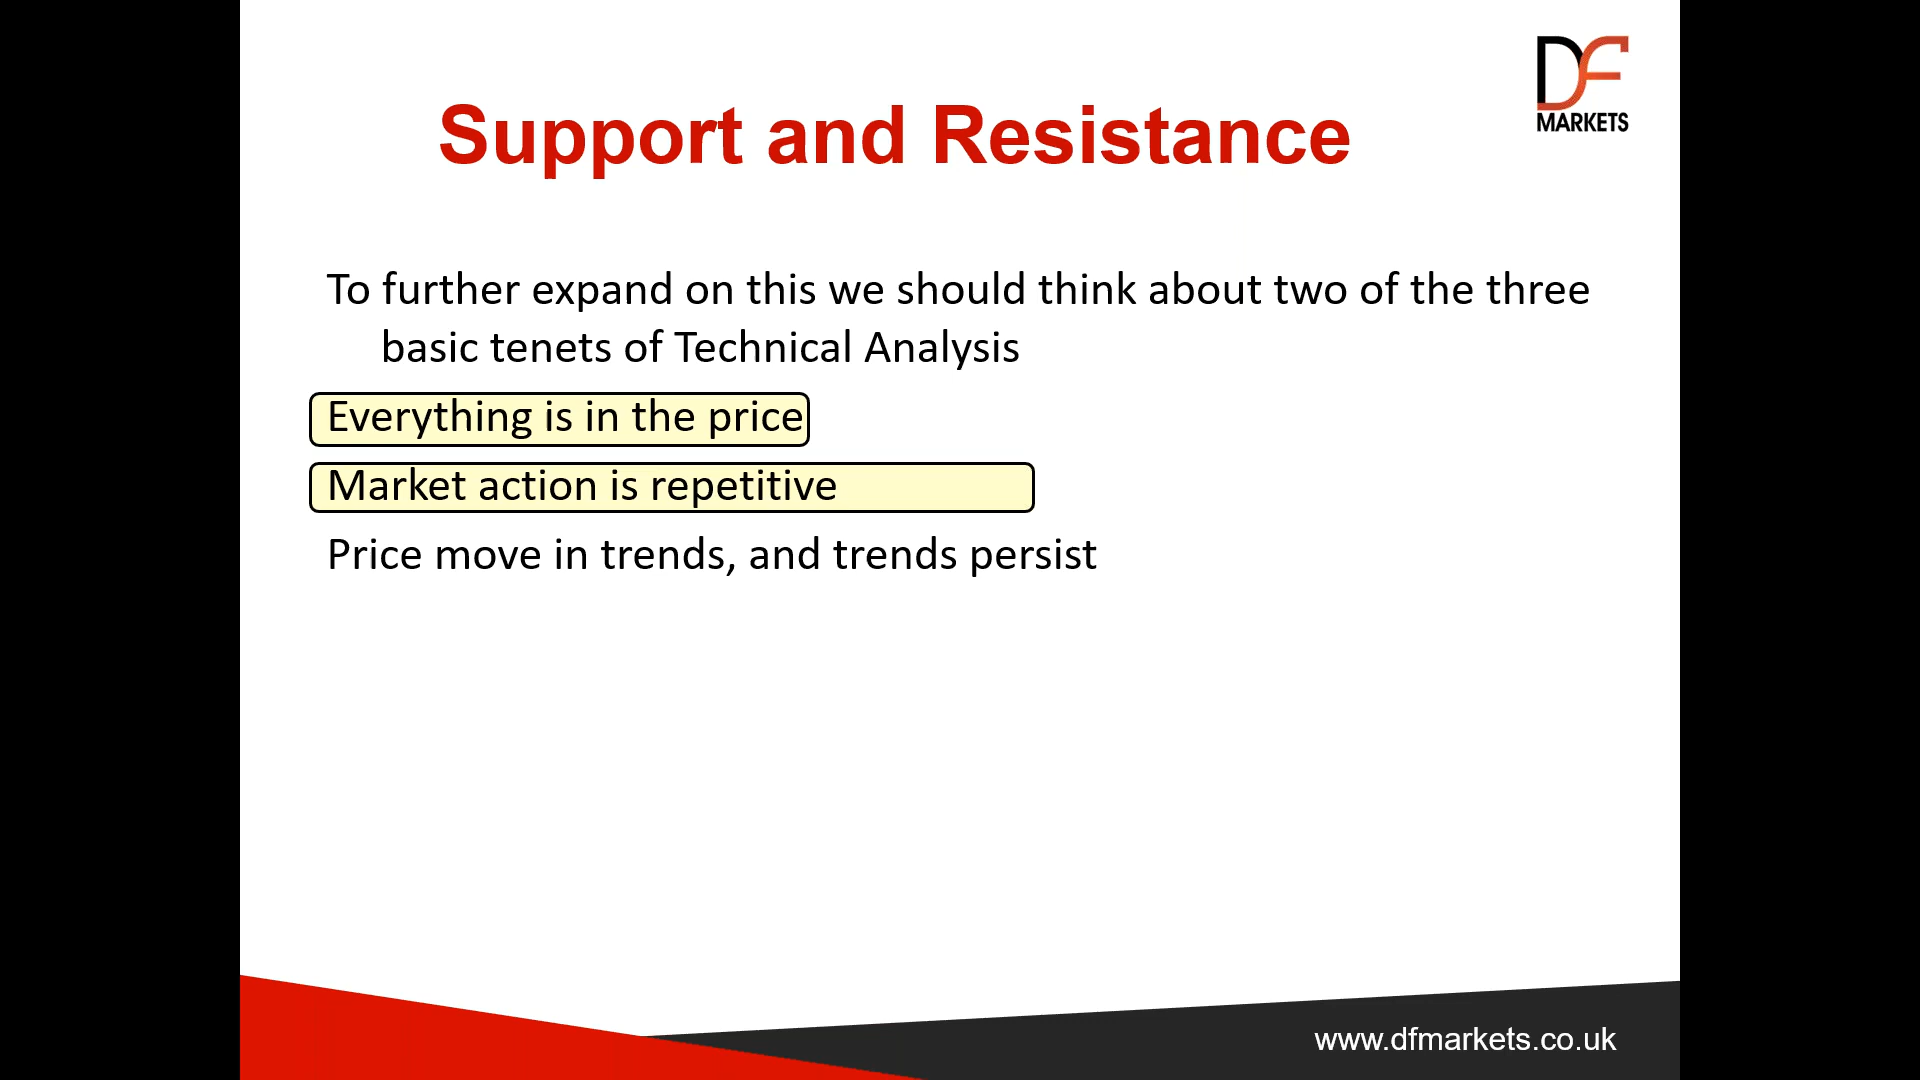 DF
MARKETS
Support and Resistance
To further expand on this we should think about two of the three
basic tenets of Technical Analysis
Everything is in the price
Market action is repetitive
Price move in trends, and trends persist
www.dfmarkets.co.uk